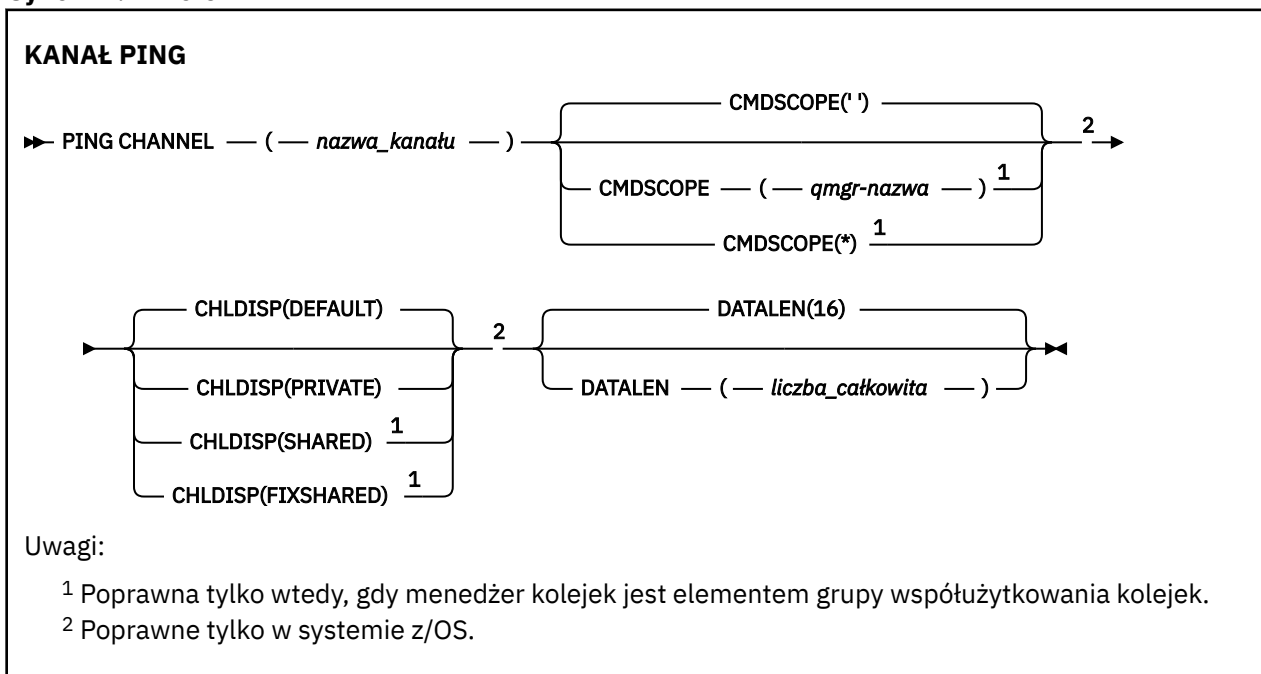 KANAŁ PING
CMDSCOPE(' ')
PING CHANNEL ( nazwa_kanału ) 2
CMDSCOPE ( qmgr-nazwa ) 1
CMDSCOPE(*) 1
CHLDISP(DEFAULT) 2 DATALEN(16)
CHLDISP(PRIVATE) DATALEN ( liczba_całkowita )
CHLDISP(SHARED) 1
CHLDISP(FIXSHARED) 1
Uwagi:
1 Poprawna tylko wtedy, gdy menedżer kolejek jest elementem grupy współużytkowania kolejek.
2 Poprawne tylko w systemie z/OS.